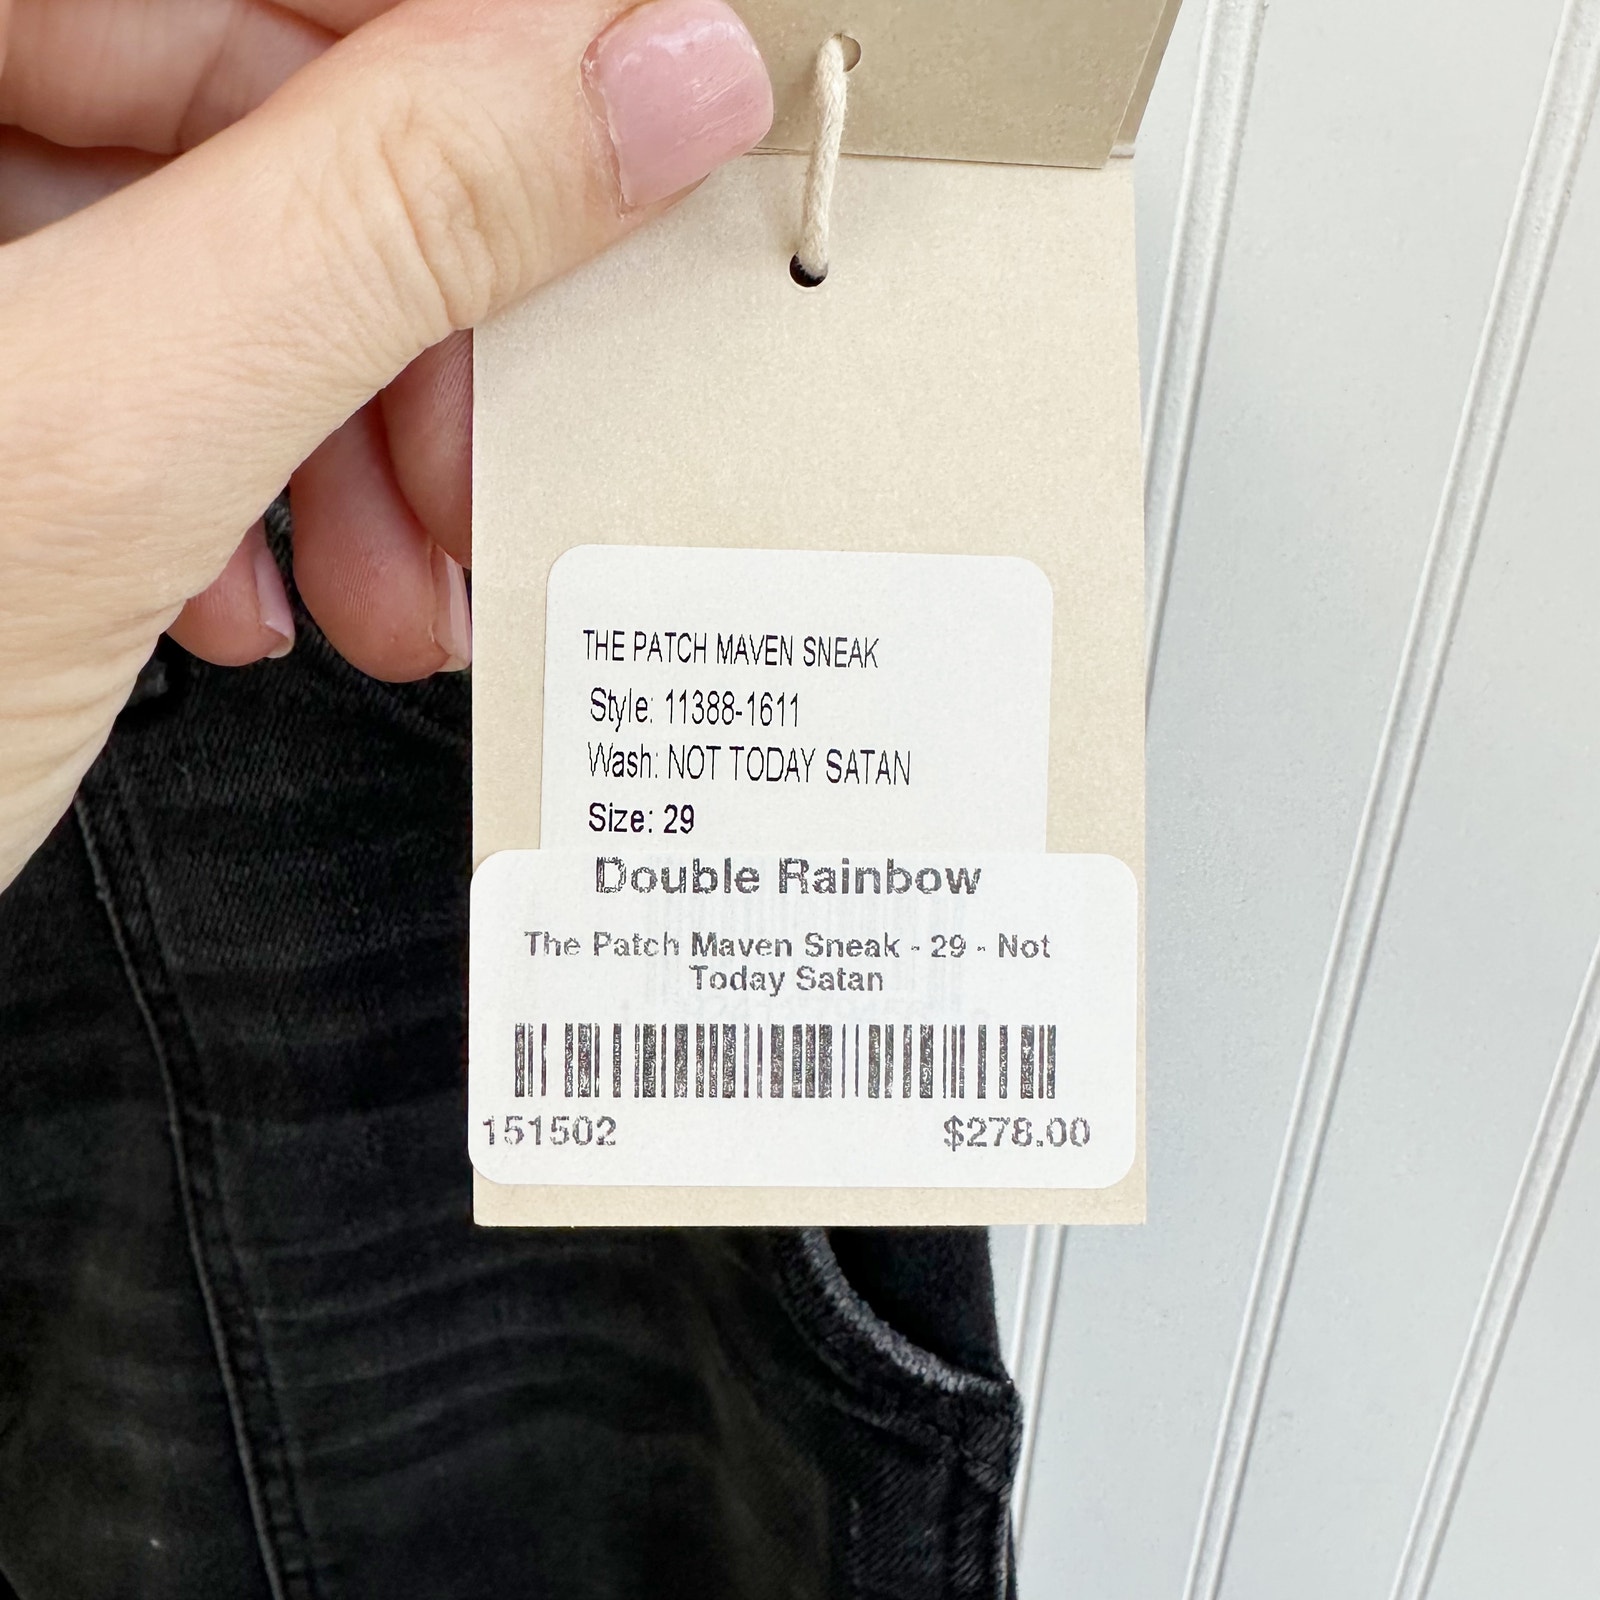 THE PATCH MAVEN SNEAK
Style: 11388-1611
Wash: NOT TODAY SATAN
Size: 29
Double Rainbow
The Patch Maven Sneak - 29 - Not
Today Satan
151502 $278.00